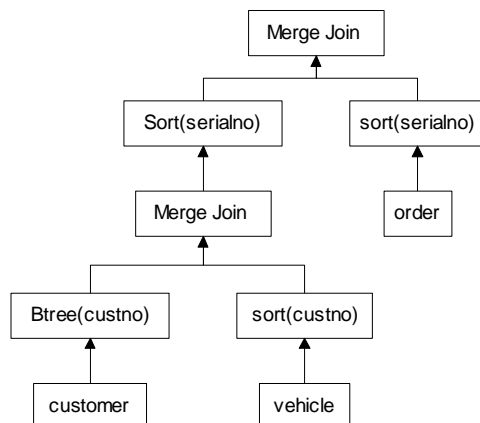 Merge Join
Sort(serialno)
sort(serialno)
Merge Join
order
Btree(custno)
sort(custno)
customer
vehicle